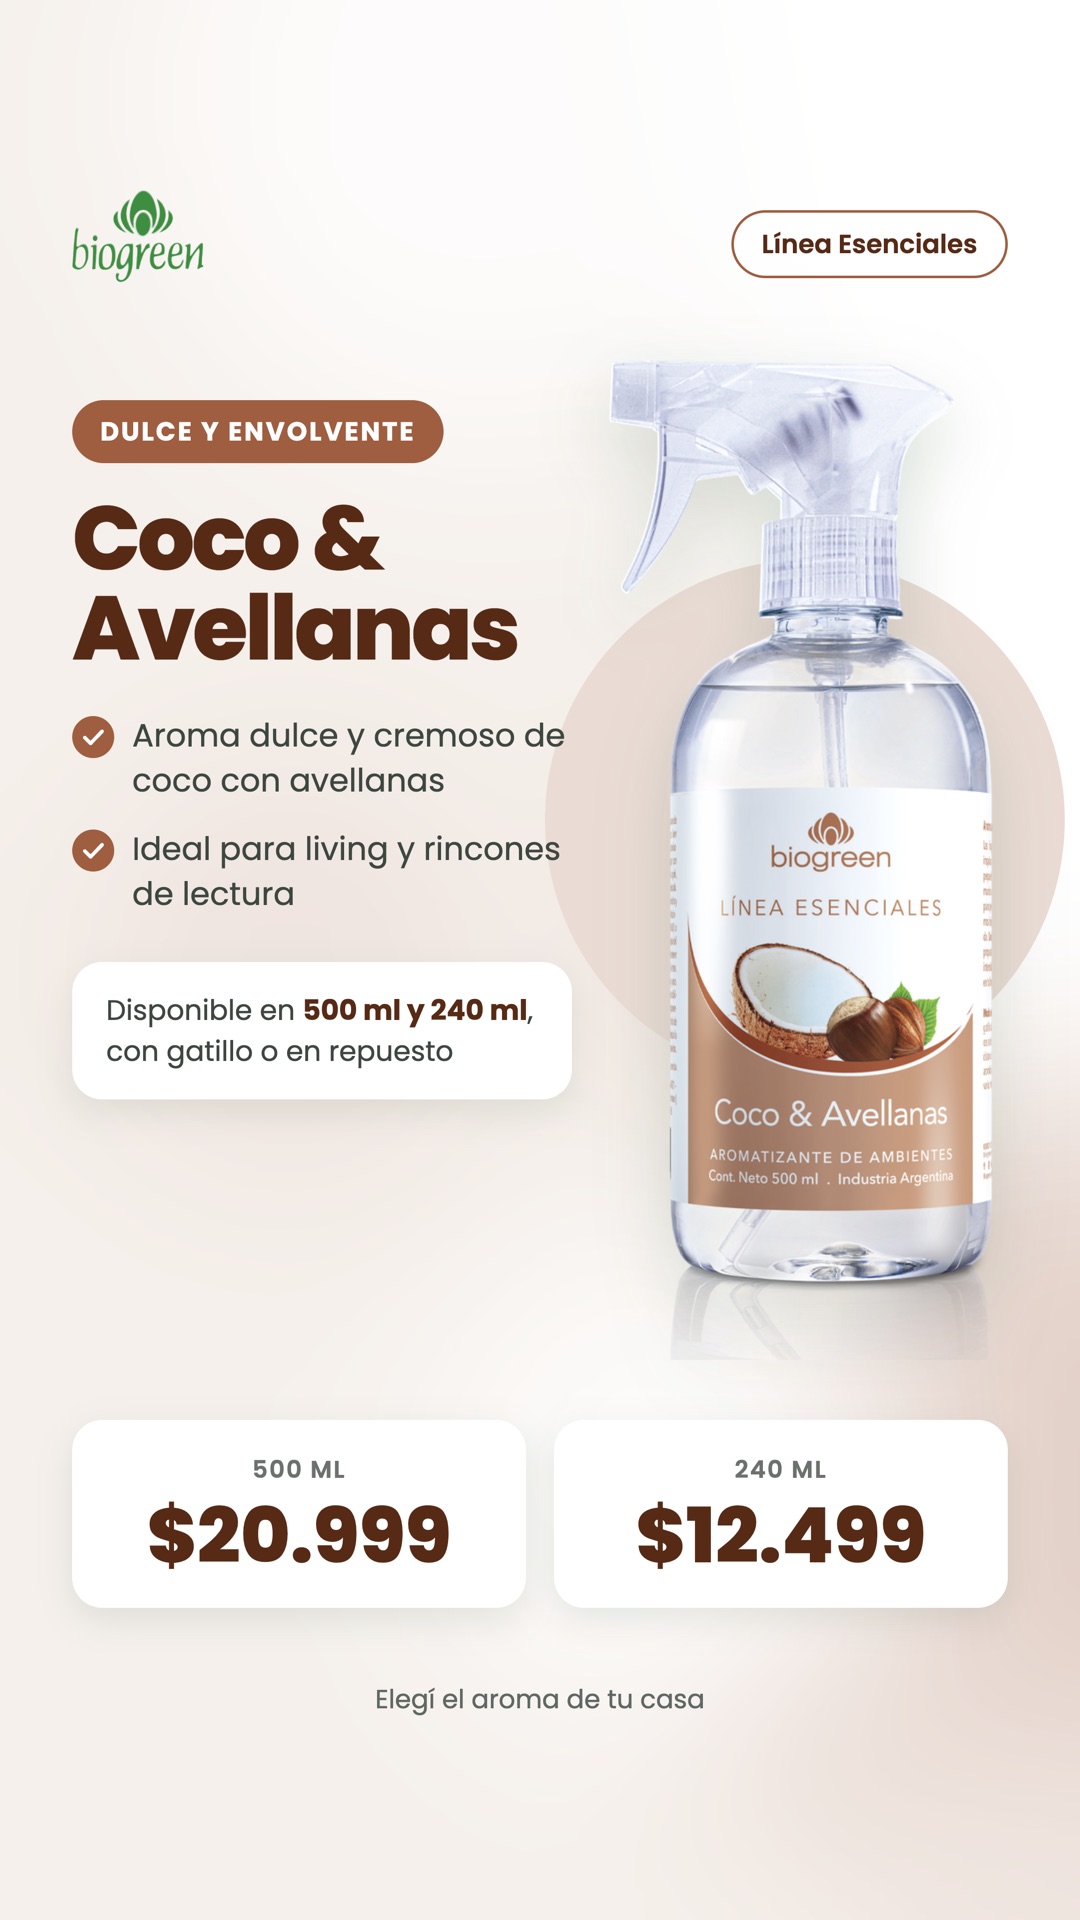 biogreen
Línea Esenciales
DULCE Y ENVOLVENTE
Coco &
Avellanas
Aroma dulce y cremoso de
coco con avellanas
Ideal para living y rincones
de lectura
Disponible en 500 ml y 240 ml,
con gatillo o en repuesto
biogreen
LÍNEA ESENCIALES
Coco & Avellanas
AROMATIZANTE DE AMBIENTES
Cont. Neto 500 ml . Industria Argentina
500 ML
$20.999
240 ML
$12.499
Elegí el aroma de tu casa